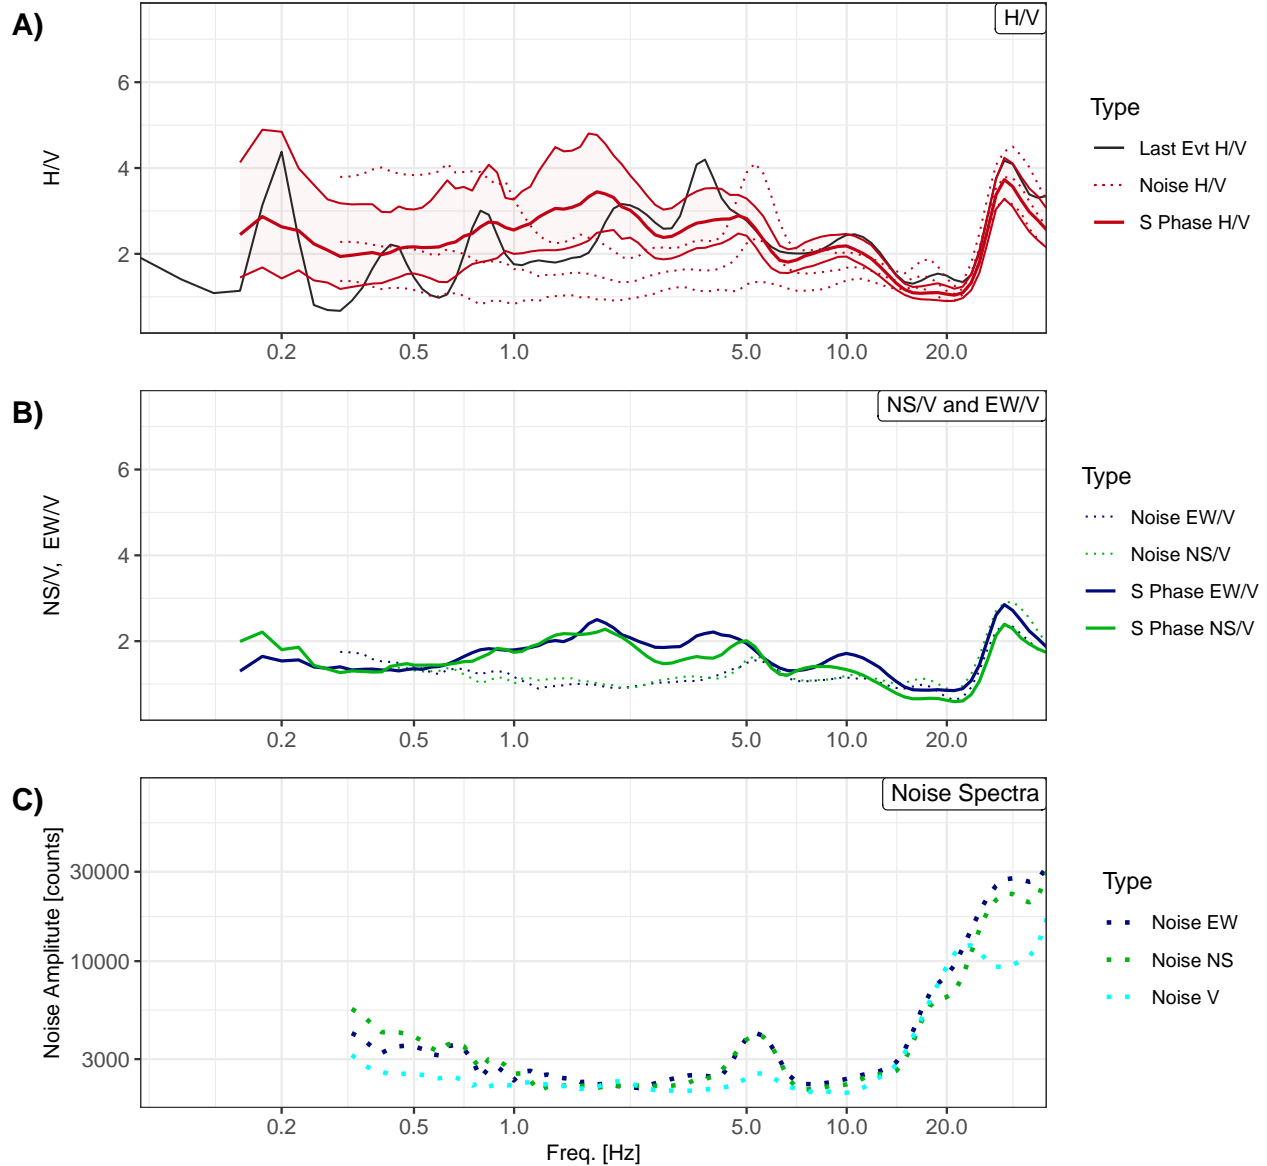 A)
H/V
H/V
6
4
2
0.2 0.5 1.0 5.0 10.0 20.0
Type
Last Evt H/V
Noise H/V
S Phase H/V
B)
NS/V and EW/V
NS/V, EW/V
6
4
2
0.2 0.5 1.0 5.0 10.0 20.0
Type
Noise EW/V
Noise NS/V
S Phase EW/V
S Phase NS/V
C)
Noise Spectra
Noise Amplitute [counts]
30000
10000
3000
0.2 0.5 1.0 5.0 10.0 20.0
Freq. [Hz]
Type
Noise EW
Noise NS
Noise V